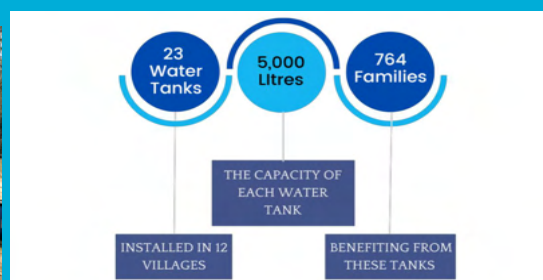 23
Water
Tanks
5,000
LItres
764
Families
THE CAPACITY OF
EACH WATER
TANK
INSTALLED IN 12
VILLAGES
BENEFITING FROM
THESE TANKS